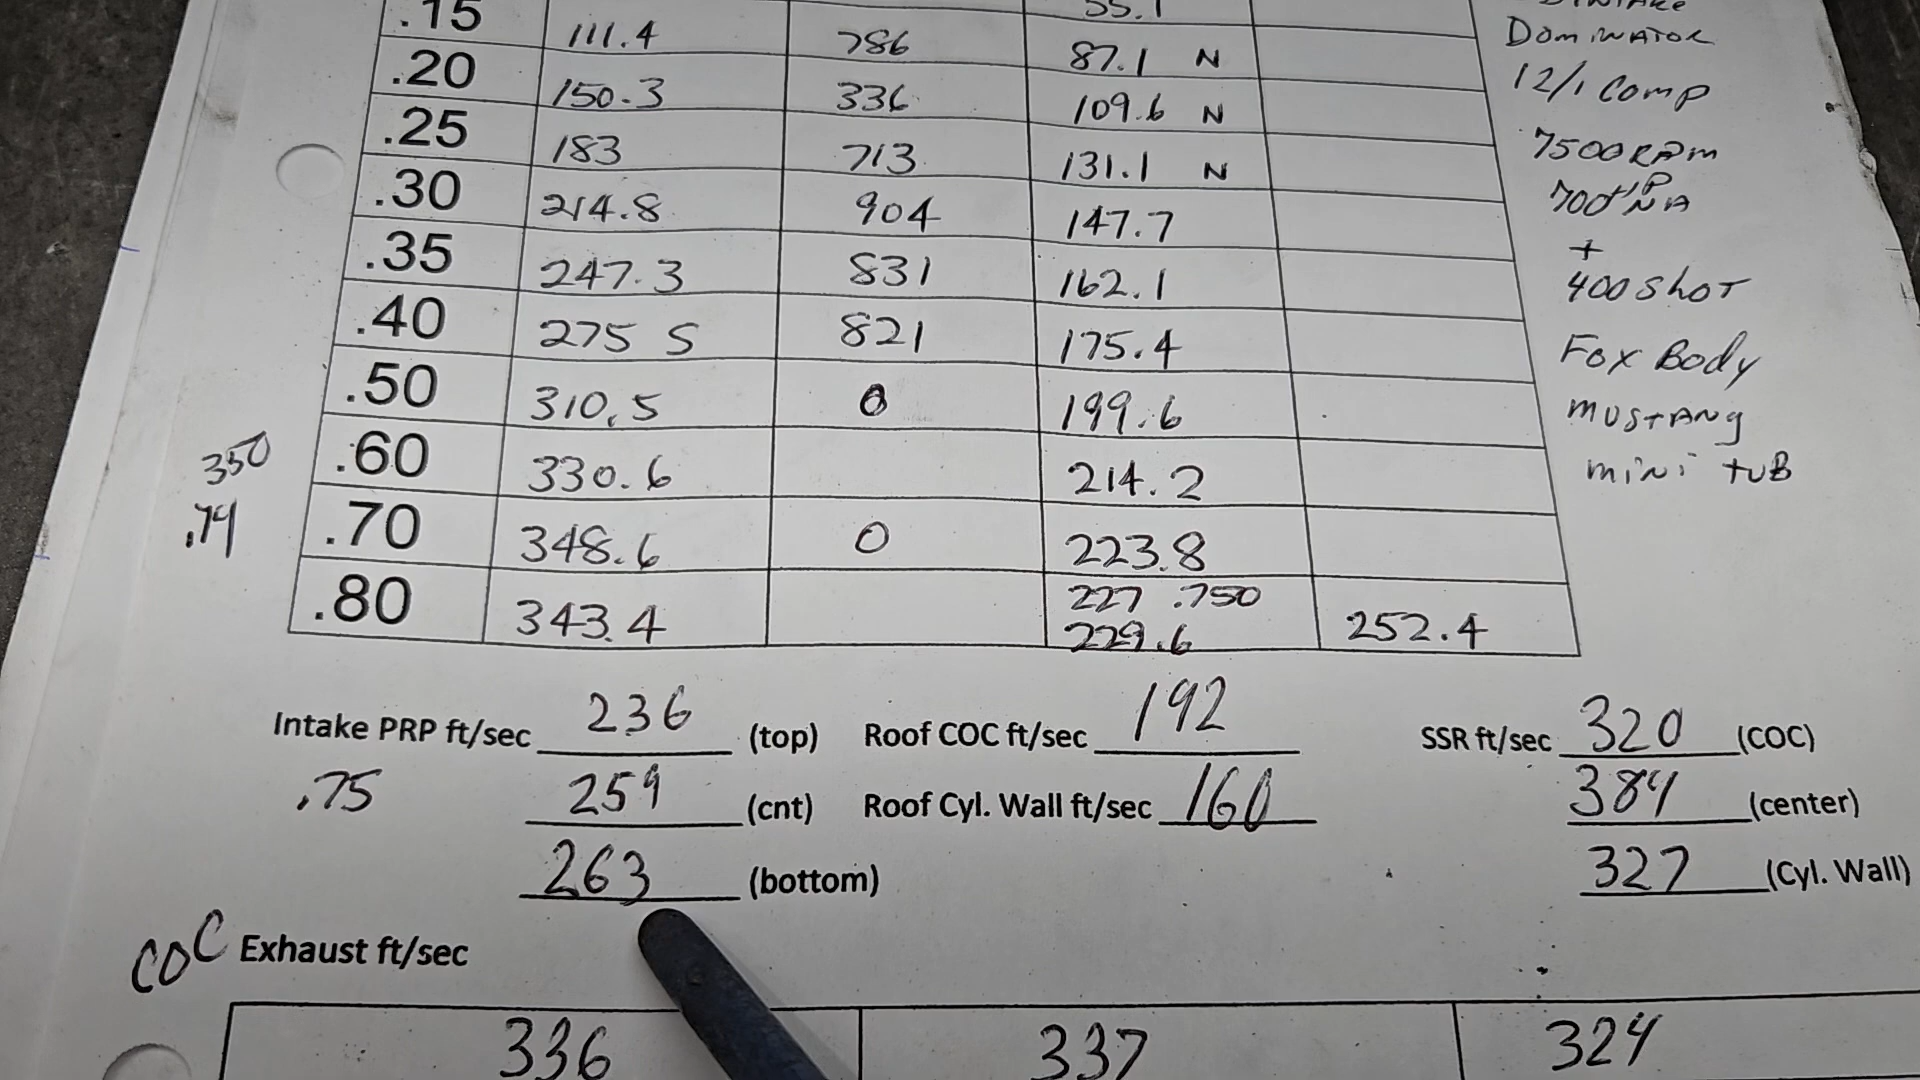 .15 111.4 786 55.1
.20 150.3 336 87.1 N
.25 183 713 109.6 N
.30 214.8 904 131.1 N
.35 247.3 831 147.7
.40 275 5 821 162.1
.50 310.5 0 175.4
.60 330.6 199.6
.70 348.6 0 214.2
.80 343.4 223.8
227 .750
229.6 252.4
350
.74
Dominator
12/1 Comp
7500 RPM
700 HP NA
+
400 Shot
Fox Body
Mustang
mini tub
Intake PRP ft/sec 236 (top) Roof COC ft/sec 192 SSR ft/sec 320 (COC)
.75 259 (cnt) Roof Cyl. Wall ft/sec 160 384 (center)
263 (bottom) 327 (Cyl. Wall)
COC Exhaust ft/sec
336 337 324